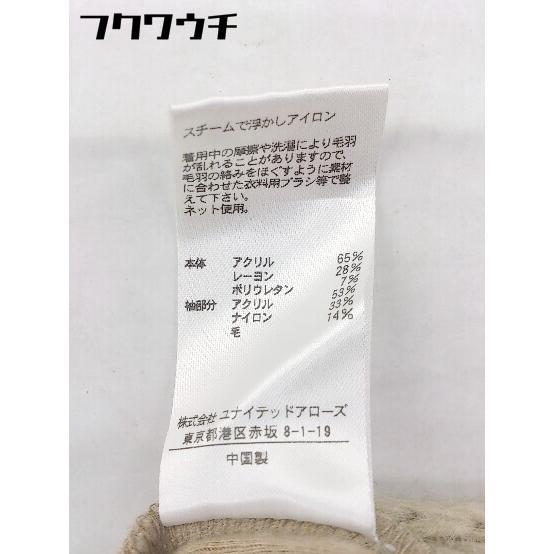 フクワウチ
スチームで浮かしアイロン
着用中の摩擦や洗濯により毛羽
が乱れることがありますので、
毛羽の絡みをほぐすように素材
に合わせた衣料用ブラシ等で整
えて下さい。
ネット使用。
本体 アクリル 65%
レーヨン 28%
ポリウレタン 7%
袖部分 アクリル 53%
ナイロン 33%
毛 14%
株式会社 ユナイテッドアローズ
東京都港区赤坂 8-1-19
中国製